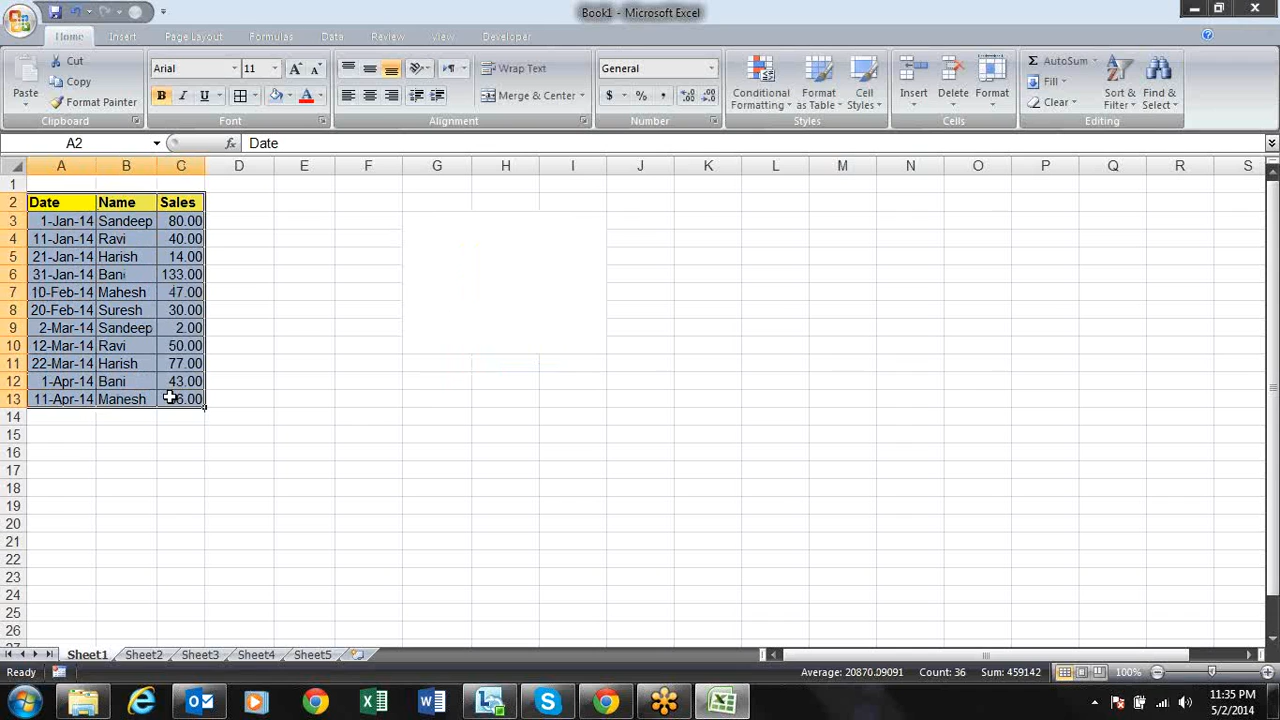 Book1 - Microsoft Excel
Home Insert Page Layout Formulas Data Review View Developer
Paste
Cut
Copy
Format Painter
Clipboard
Arial 11
B I U
Font
Wrap Text
Merge & Center
Alignment
General
$ % ,
Number
Conditional Formatting
Format as Table
Cell Styles
Styles
Insert Delete Format
Cells
AutoSum
Fill
Clear
Sort & Filter
Find & Select
Editing
A2 fx Date
A B C D E F G H I J K L M N O P Q R S
1
2 Date Name Sales
3 1-Jan-14 Sandeep 80.00
4 11-Jan-14 Ravi 40.00
5 21-Jan-14 Harish 14.00
6 31-Jan-14 Bani 133.00
7 10-Feb-14 Mahesh 47.00
8 20-Feb-14 Suresh 30.00
9 2-Mar-14 Sandeep 2.00
10 12-Mar-14 Ravi 50.00
11 22-Mar-14 Harish 77.00
12 1-Apr-14 Bani 43.00
13 11-Apr-14
14
15
16
17
18
19
20
21
22
23
24
25
26
Sheet1 Sheet2 Sheet3 Sheet4 Sheet5
Ready Average: 20870.09091 Count: 36 Sum: 459142 100%
11:35 PM
5/2/2014